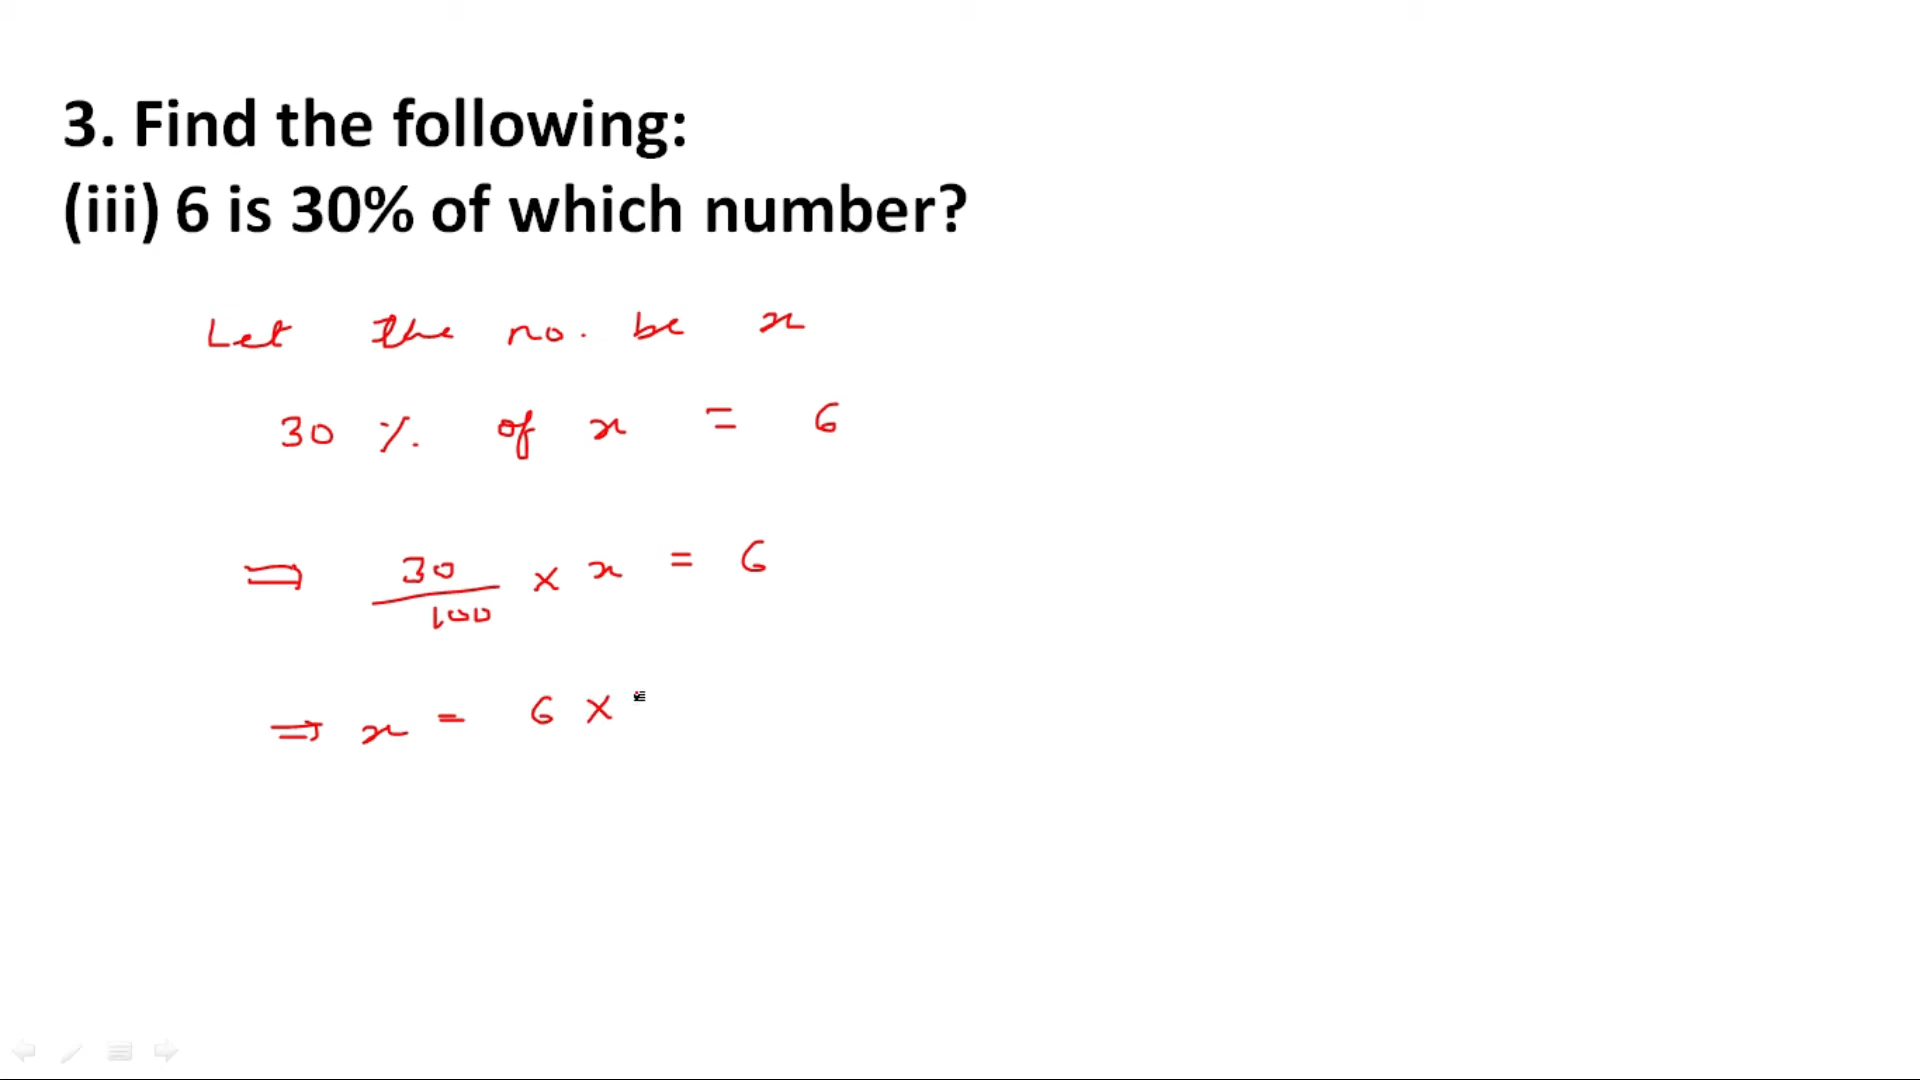 3. Find the following:
(iii) 6 is 30% of which number?
Let the no. be x
30 % of x = 6
⇒ 30/100 × x = 6
⇒ x = 6 ×